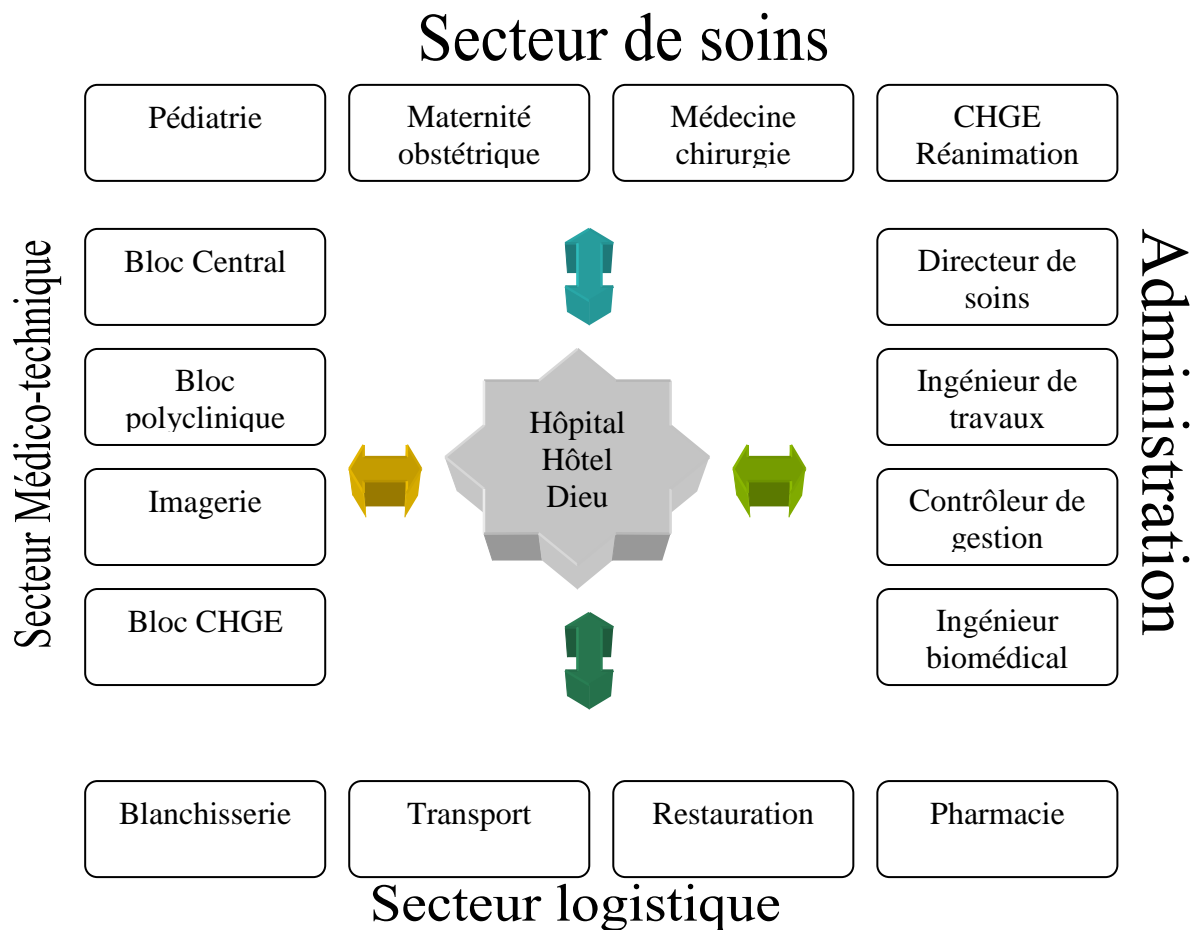 Secteur de soins
Pédiatrie
Maternité
obstétrique
Médecine
chirurgie
CHGE
Réanimation
Secteur Médico-technique
Bloc Central
Bloc
polyclinique
Imagerie
Bloc CHGE
Hôpital
Hôtel
Dieu
Directeur de
soins
Ingénieur de
travaux
Contrôleur de
gestion
Ingénieur
biomédical
Administration
Blanchisserie
Transport
Restauration
Pharmacie
Secteur logistique